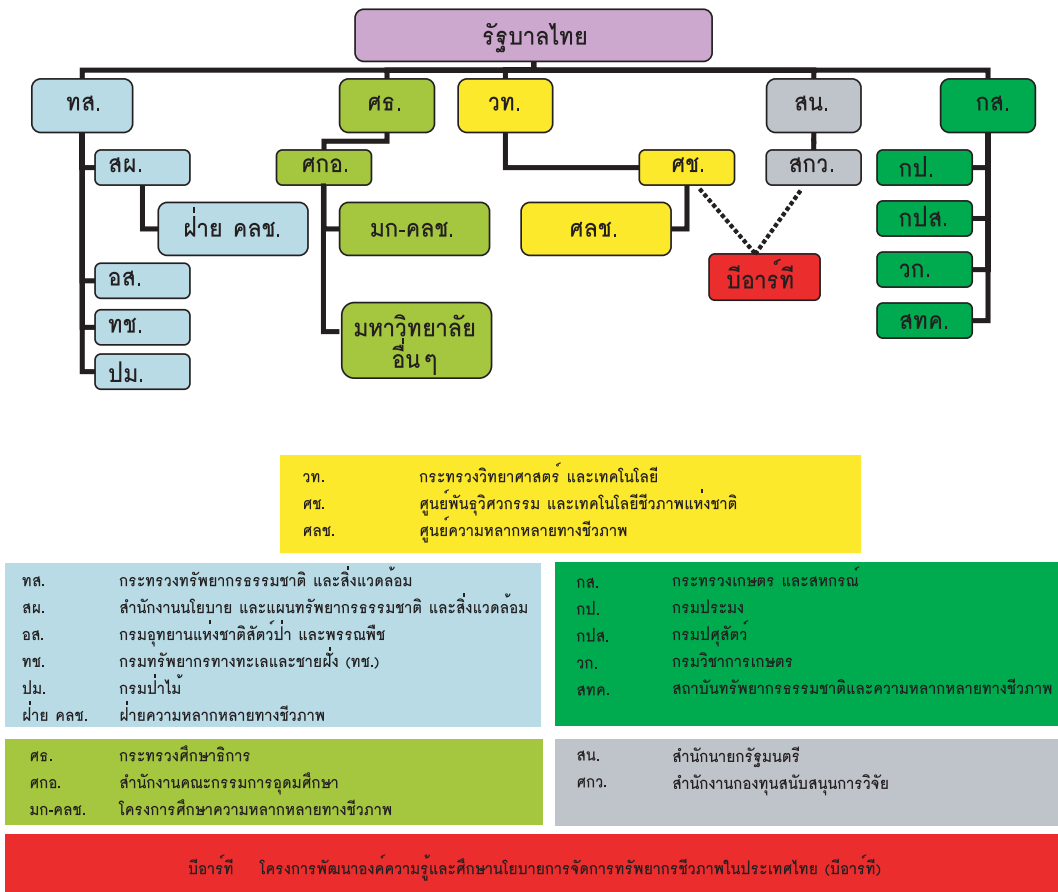 รัฐบาลไทย
ทส.
ศธ.
วท.
สน.
กส.
สผ.
ศกอ.
ศช.
สกว.
กป.
ฝ่าย คลช.
มก-คลช.
ศลช.
กปส.
อส.
บีอาร์ที
วก.
ทช.
มหาวิทยาลัย
อื่นๆ
สทค.
ปม.
วท. กระทรวงวิทยาศาสตร์ และเทคโนโลยี
ศช. ศูนย์พันธุวิศวกรรม และเทคโนโลยีชีวภาพแห่งชาติ
ศลช. ศูนย์ความหลากหลายทางชีวภาพ
ทส. กระทรวงทรัพยากรธรรมชาติ และสิ่งแวดล้อม
สผ. สำนักงานนโยบาย และแผนทรัพยากรธรรมชาติ และสิ่งแวดล้อม
อส. กรมอุทยานแห่งชาติสัตว์ป่า และพรรณพืช
ทช. กรมทรัพยากรทางทะเลและชายฝั่ง (ทช.)
ปม. กรมป่าไม้
ฝ่าย คลช. ฝ่ายความหลากหลายทางชีวภาพ
กส. กระทรวงเกษตร และสหกรณ์
กป. กรมประมง
กปส. กรมปศุสัตว์
วก. กรมวิชาการเกษตร
สทค. สถาบันทรัพยากรธรรมชาติและความหลากหลายทางชีวภาพ
ศธ. กระทรวงศึกษาธิการ
ศกอ. สำนักงานคณะกรรมการอุดมศึกษา
มก-คลช. โครงการศึกษาความหลากหลายทางชีวภาพ
สน. สำนักนายกรัฐมนตรี
ศกว. สำนักงานกองทุนสนับสนุนการวิจัย
บีอาร์ที โครงการพัฒนาองค์ความรู้และศึกษานโยบายการจัดการทรัพยากรชีวภาพในประเทศไทย (บีอาร์ที)